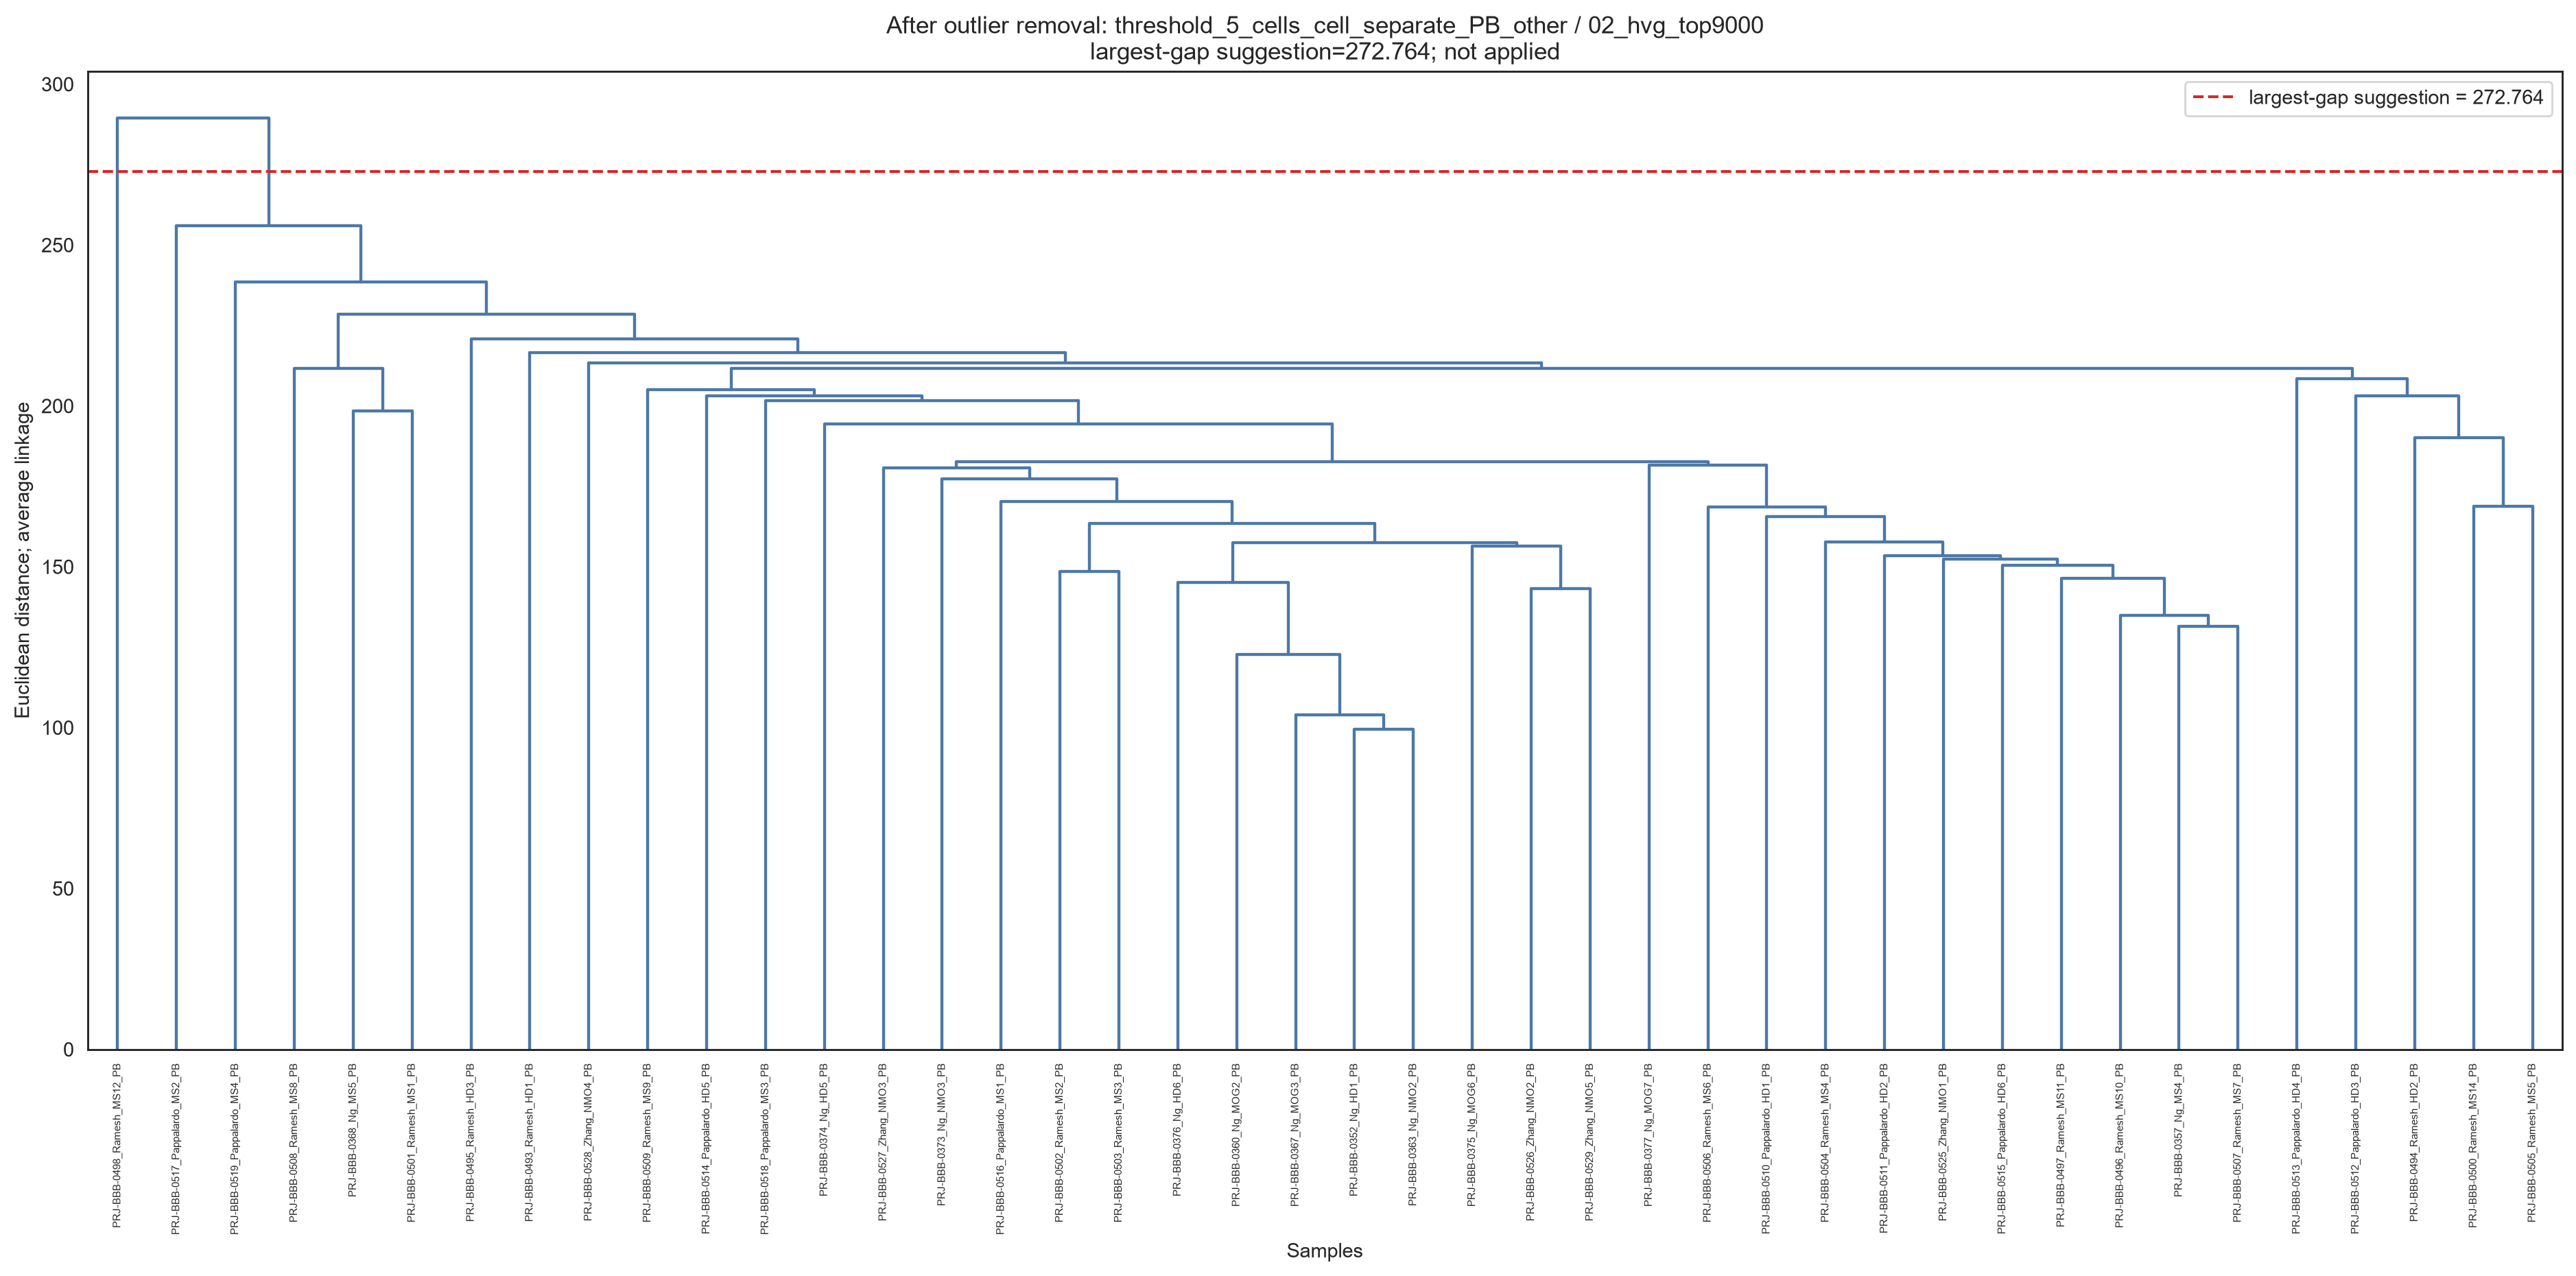 After outlier removal: threshold_5_cells_cell_separate_PB_other / 02_hvg_top9000
largest-gap suggestion=272.764; not applied
largest-gap suggestion = 272.764
Euclidean distance; average linkage
300
250
200
150
100
50
0
PRJ-BBB-0498_Ramesh_MS12_PB
PRJ-BBB-0517_Pappalardo_MS2_PB
PRJ-BBB-0519_Pappalardo_MS4_PB
PRJ-BBB-0508_Ramesh_MS8_PB
PRJ-BBB-0368_Ng_MS5_PB
PRJ-BBB-0501_Ramesh_MS1_PB
PRJ-BBB-0495_Ramesh_HD3_PB
PRJ-BBB-0493_Ramesh_HD1_PB
PRJ-BBB-0528_Zhang_NMO4_PB
PRJ-BBB-0509_Ramesh_MS9_PB
PRJ-BBB-0514_Pappalardo_HD5_PB
PRJ-BBB-0518_Pappalardo_MS3_PB
PRJ-BBB-0374_Ng_HD5_PB
PRJ-BBB-0527_Zhang_NMO3_PB
PRJ-BBB-0373_Ng_NMO3_PB
PRJ-BBB-0516_Pappalardo_MS1_PB
PRJ-BBB-0502_Ramesh_MS2_PB
PRJ-BBB-0503_Ramesh_MS3_PB
PRJ-BBB-0376_Ng_HD6_PB
PRJ-BBB-0360_Ng_MOG2_PB
PRJ-BBB-0367_Ng_MOG3_PB
PRJ-BBB-0352_Ng_HD1_PB
PRJ-BBB-0363_Ng_NMO2_PB
PRJ-BBB-0375_Ng_MOG6_PB
PRJ-BBB-0526_Zhang_NMO2_PB
PRJ-BBB-0529_Zhang_NMO5_PB
PRJ-BBB-0377_Ng_MOG7_PB
PRJ-BBB-0506_Ramesh_MS6_PB
PRJ-BBB-0510_Pappalardo_HD1_PB
PRJ-BBB-0504_Ramesh_MS4_PB
PRJ-BBB-0511_Pappalardo_HD2_PB
PRJ-BBB-0525_Zhang_NMO1_PB
PRJ-BBB-0515_Pappalardo_HD6_PB
PRJ-BBB-0497_Ramesh_MS11_PB
PRJ-BBB-0496_Ramesh_MS10_PB
PRJ-BBB-0357_Ng_MS4_PB
PRJ-BBB-0507_Ramesh_MS7_PB
PRJ-BBB-0513_Pappalardo_HD4_PB
PRJ-BBB-0512_Pappalardo_HD3_PB
PRJ-BBB-0494_Ramesh_HD2_PB
PRJ-BBB-0500_Ramesh_MS14_PB
PRJ-BBB-0505_Ramesh_MS5_PB
Samples